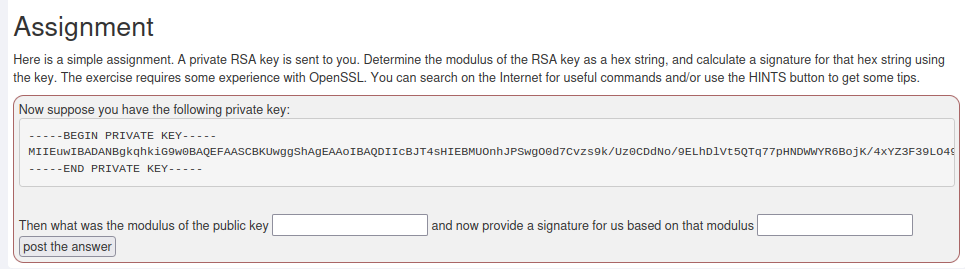 Assignment
Here is a simple assignment. A private RSA key is sent to you. Determine the modulus of the RSA key as a hex string, and calculate a signature for that hex string using
the key. The exercise requires some experience with OpenSSL. You can search on the Internet for useful commands and/or use the HINTS button to get some tips.
Now suppose you have the following private key:
-----BEGIN PRIVATE KEY-----
MIIEuwIBADANBgkqhkiG9w0BAQEFAASCBKUwggShAgEAAoIBAQDIIcBJT4sHIEBMUOnhJPSwgO0d7Cvzs9k/Uz0CDdNo/9ELhDlVt5QTq77pHNDWWYR6BojK/4xYZ3F39LO49
-----END PRIVATE KEY-----
Then what was the modulus of the public key and now provide a signature for us based on that modulus
post the answer